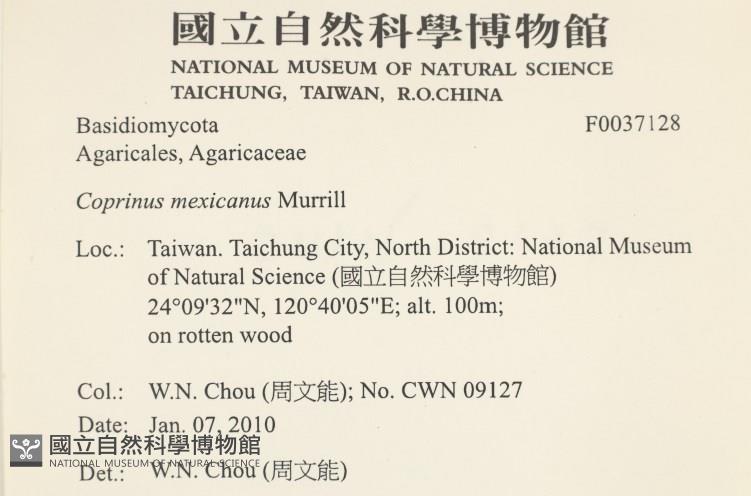 國立自然科學博物館
NATIONAL MUSEUM OF NATURAL SCIENCE
TAICHUNG, TAIWAN, R.O.CHINA
Basidiomycota F0037128
Agaricales, Agaricaceae
Coprinus mexicanus Murrill
Loc.: Taiwan. Taichung City, North District: National Museum
of Natural Science (國立自然科學博物館)
24°09'32"N, 120°40'05"E; alt. 100m;
on rotten wood
Col.: W.N. Chou (周文能); No. CWN 09127
Date: Jan. 07, 2010
國立自然科學博物館
NATIONAL MUSEUM OF NATURAL SCIENCE
Det.: W.N. Chou (周文能)